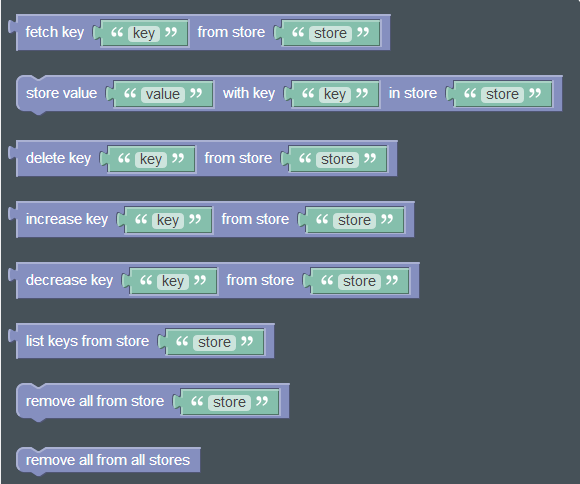 fetch key “ key ” from store “ store ”
store value “ value ” with key “ key ” in store “ store ”
delete key “ key ” from store “ store ”
increase key “ key ” from store “ store ”
decrease key “ key ” from store “ store ”
list keys from store “ store ”
remove all from store “ store ”
remove all from all stores